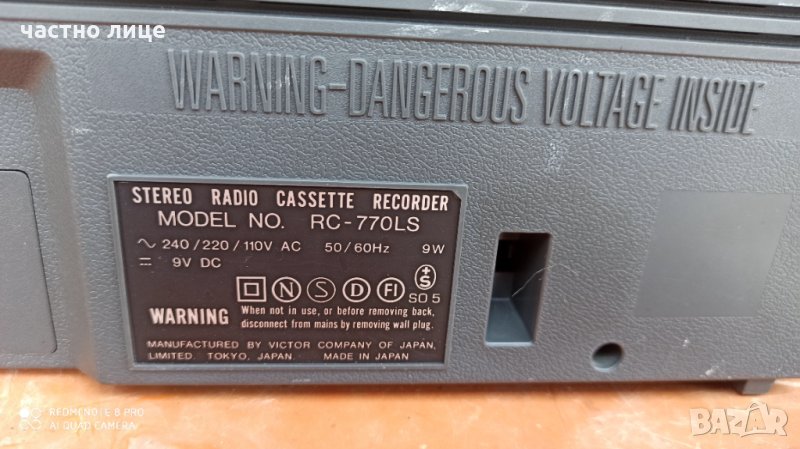 частно лице
WARNING-DANGEROUS VOLTAGE INSIDE
STEREO RADIO CASSETTE RECORDER
MODEL NO. RC-770LS
~ 240/220/110V AC 50/60Hz 9W
⎓ 9V DC
N S D FI +S SO 5
WARNING When not in use, or before removing back,
disconnect from mains by removing wall plug.
MANUFACTURED BY VICTOR COMPANY OF JAPAN,
LIMITED. TOKYO, JAPAN MADE IN JAPAN
REDMI NOTE 8 PRO
AI QUAD CAMERA
BAZAR